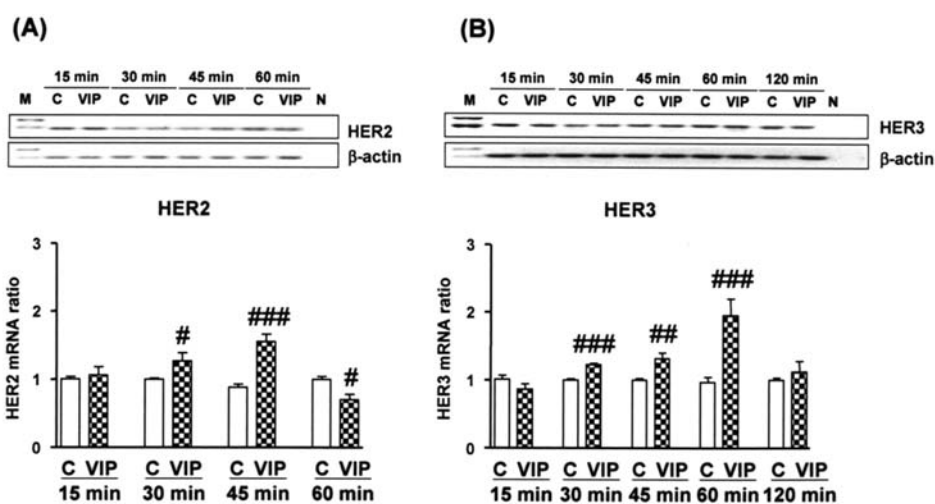 (A)
15 min 30 min 45 min 60 min
M C VIP C VIP C VIP C VIP N
HER2
β-actin
HER2
HER2 mRNA ratio
3
2
1
0
#
###
#
C VIP C VIP C VIP C VIP
15 min 30 min 45 min 60 min
(B)
15 min 30 min 45 min 60 min 120 min
M C VIP C VIP C VIP C VIP C VIP N
HER3
β-actin
HER3
HER3 mRNA ratio
3
2
1
0
###
##
###
C VIP C VIP C VIP C VIP C VIP
15 min 30 min 45 min 60 min 120 min